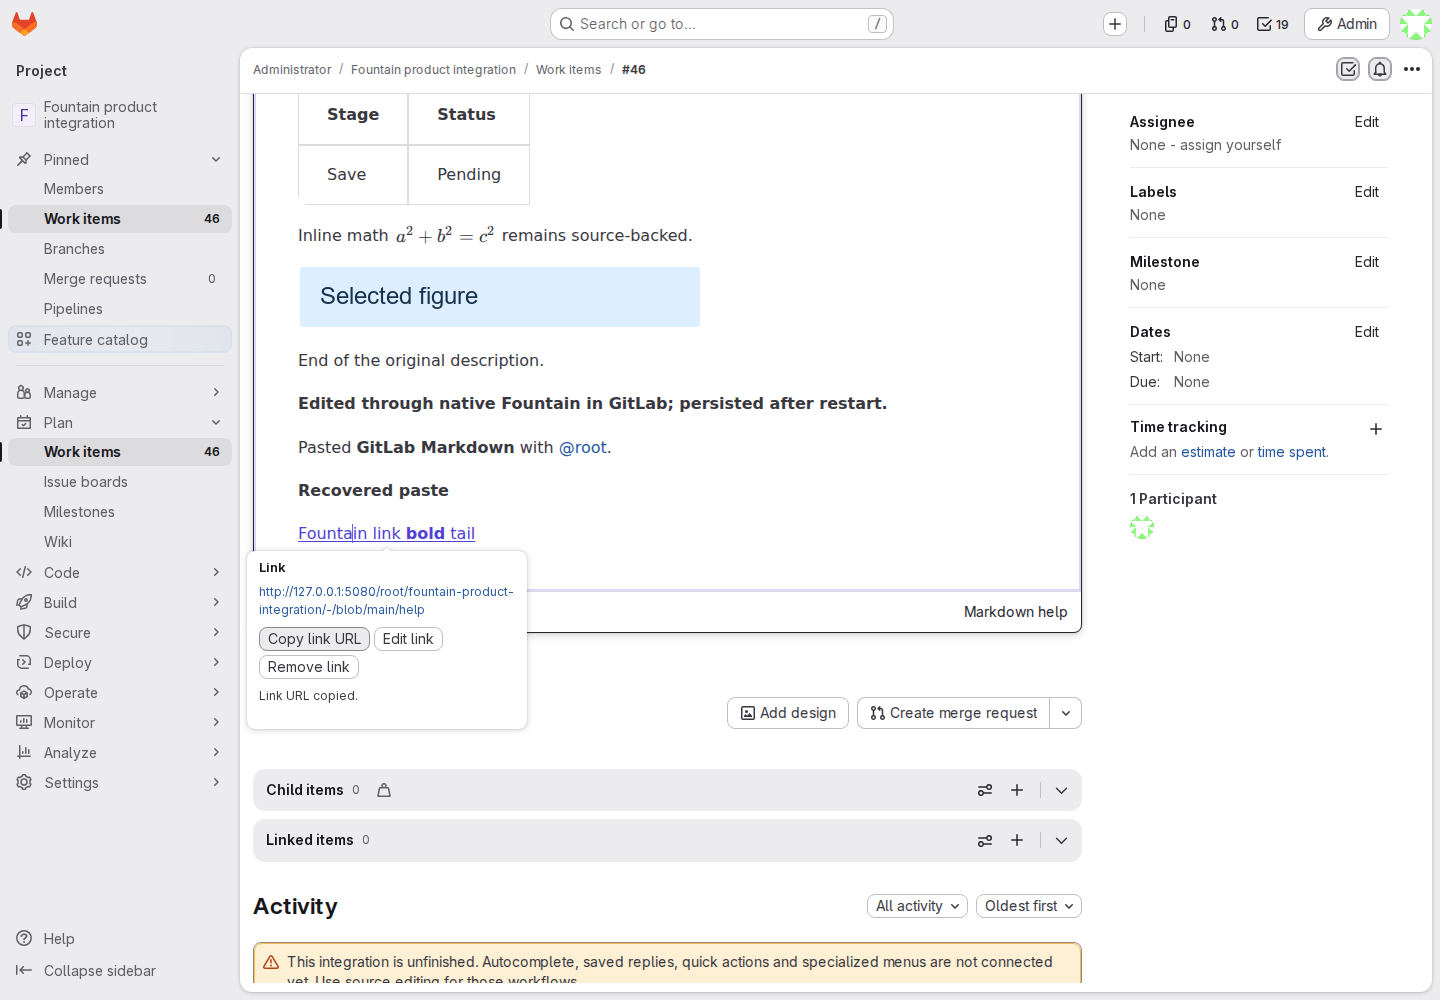 Search or go to...
/
0
0
19
Admin
Project
F
Fountain product
integration
Pinned
Members
Work items
46
Branches
Merge requests
0
Pipelines
Feature catalog
Manage
Plan
Work items
46
Issue boards
Milestones
Wiki
Code
Build
Secure
Deploy
Operate
Monitor
Analyze
Settings
Help
Collapse sidebar
Administrator / Fountain product integration / Work items / #46
Stage Status
Save Pending
Inline math a² + b² = c² remains source-backed.
Selected figure
End of the original description.
Edited through native Fountain in GitLab; persisted after restart.
Pasted GitLab Markdown with @root.
Recovered paste
Fountain link bold tail
Link
http://127.0.0.1:5080/root/fountain-product-
integration/-/blob/main/help
Copy link URL
Edit link
Remove link
Link URL copied.
Markdown help
Add design
Create merge request
Child items 0
Linked items 0
Activity
All activity
Oldest first
This integration is unfinished. Autocomplete, saved replies, quick actions and specialized menus are not connected
yet. Use source editing for those workflows.
Assignee
Edit
None - assign yourself
Labels
Edit
None
Milestone
Edit
None
Dates
Edit
Start: None
Due: None
Time tracking
Add an estimate or time spent.
1 Participant